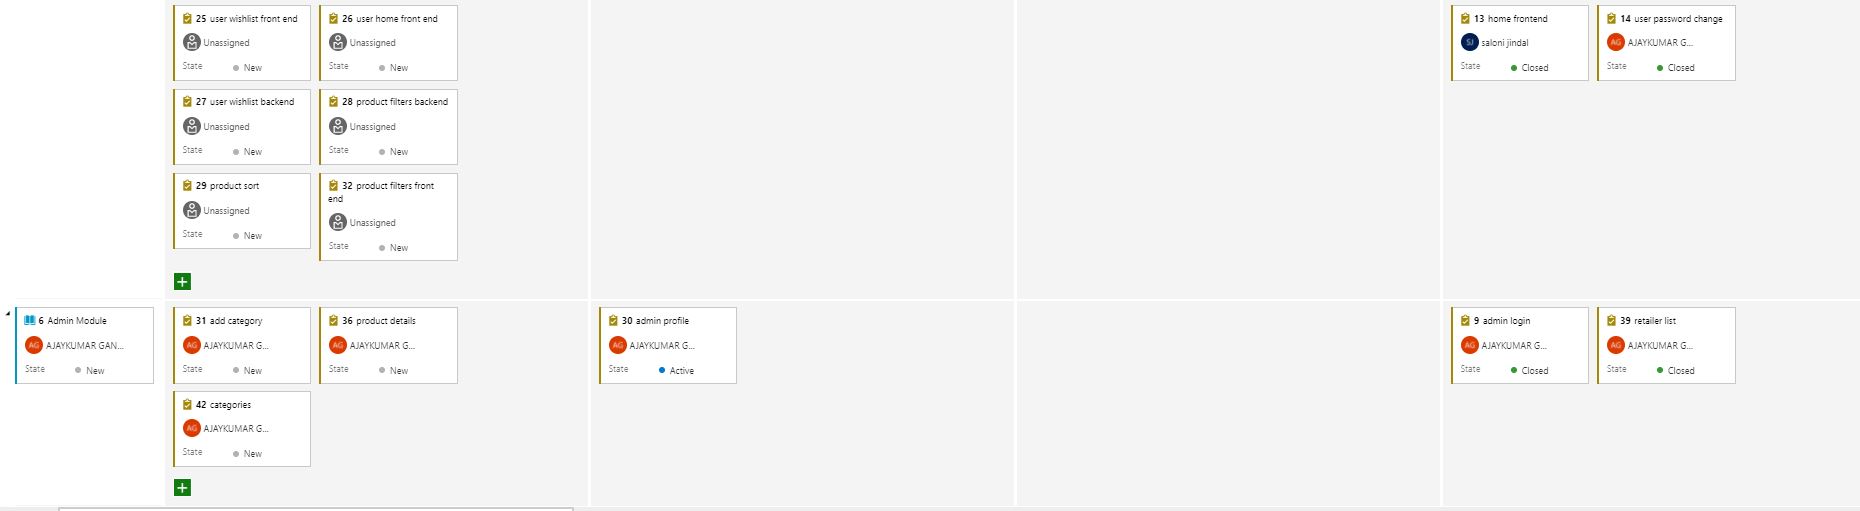 25 user wishlist front end
Unassigned
State New
26 user home front end
Unassigned
State New
13 home frontend
SJ saloni jindal
State Closed
14 user password change
AG AJAYKUMAR G...
State Closed
27 user wishlist backend
Unassigned
State New
28 product filters backend
Unassigned
State New
29 product sort
Unassigned
State New
32 product filters front
end
Unassigned
State New
6 Admin Module
AG AJAYKUMAR GAN...
State New
31 add category
AG AJAYKUMAR G...
State New
36 product details
AG AJAYKUMAR G...
State New
30 admin profile
AG AJAYKUMAR G...
State Active
9 admin login
AG AJAYKUMAR G...
State Closed
39 retailer list
AG AJAYKUMAR G...
State Closed
42 categories
AG AJAYKUMAR G...
State New